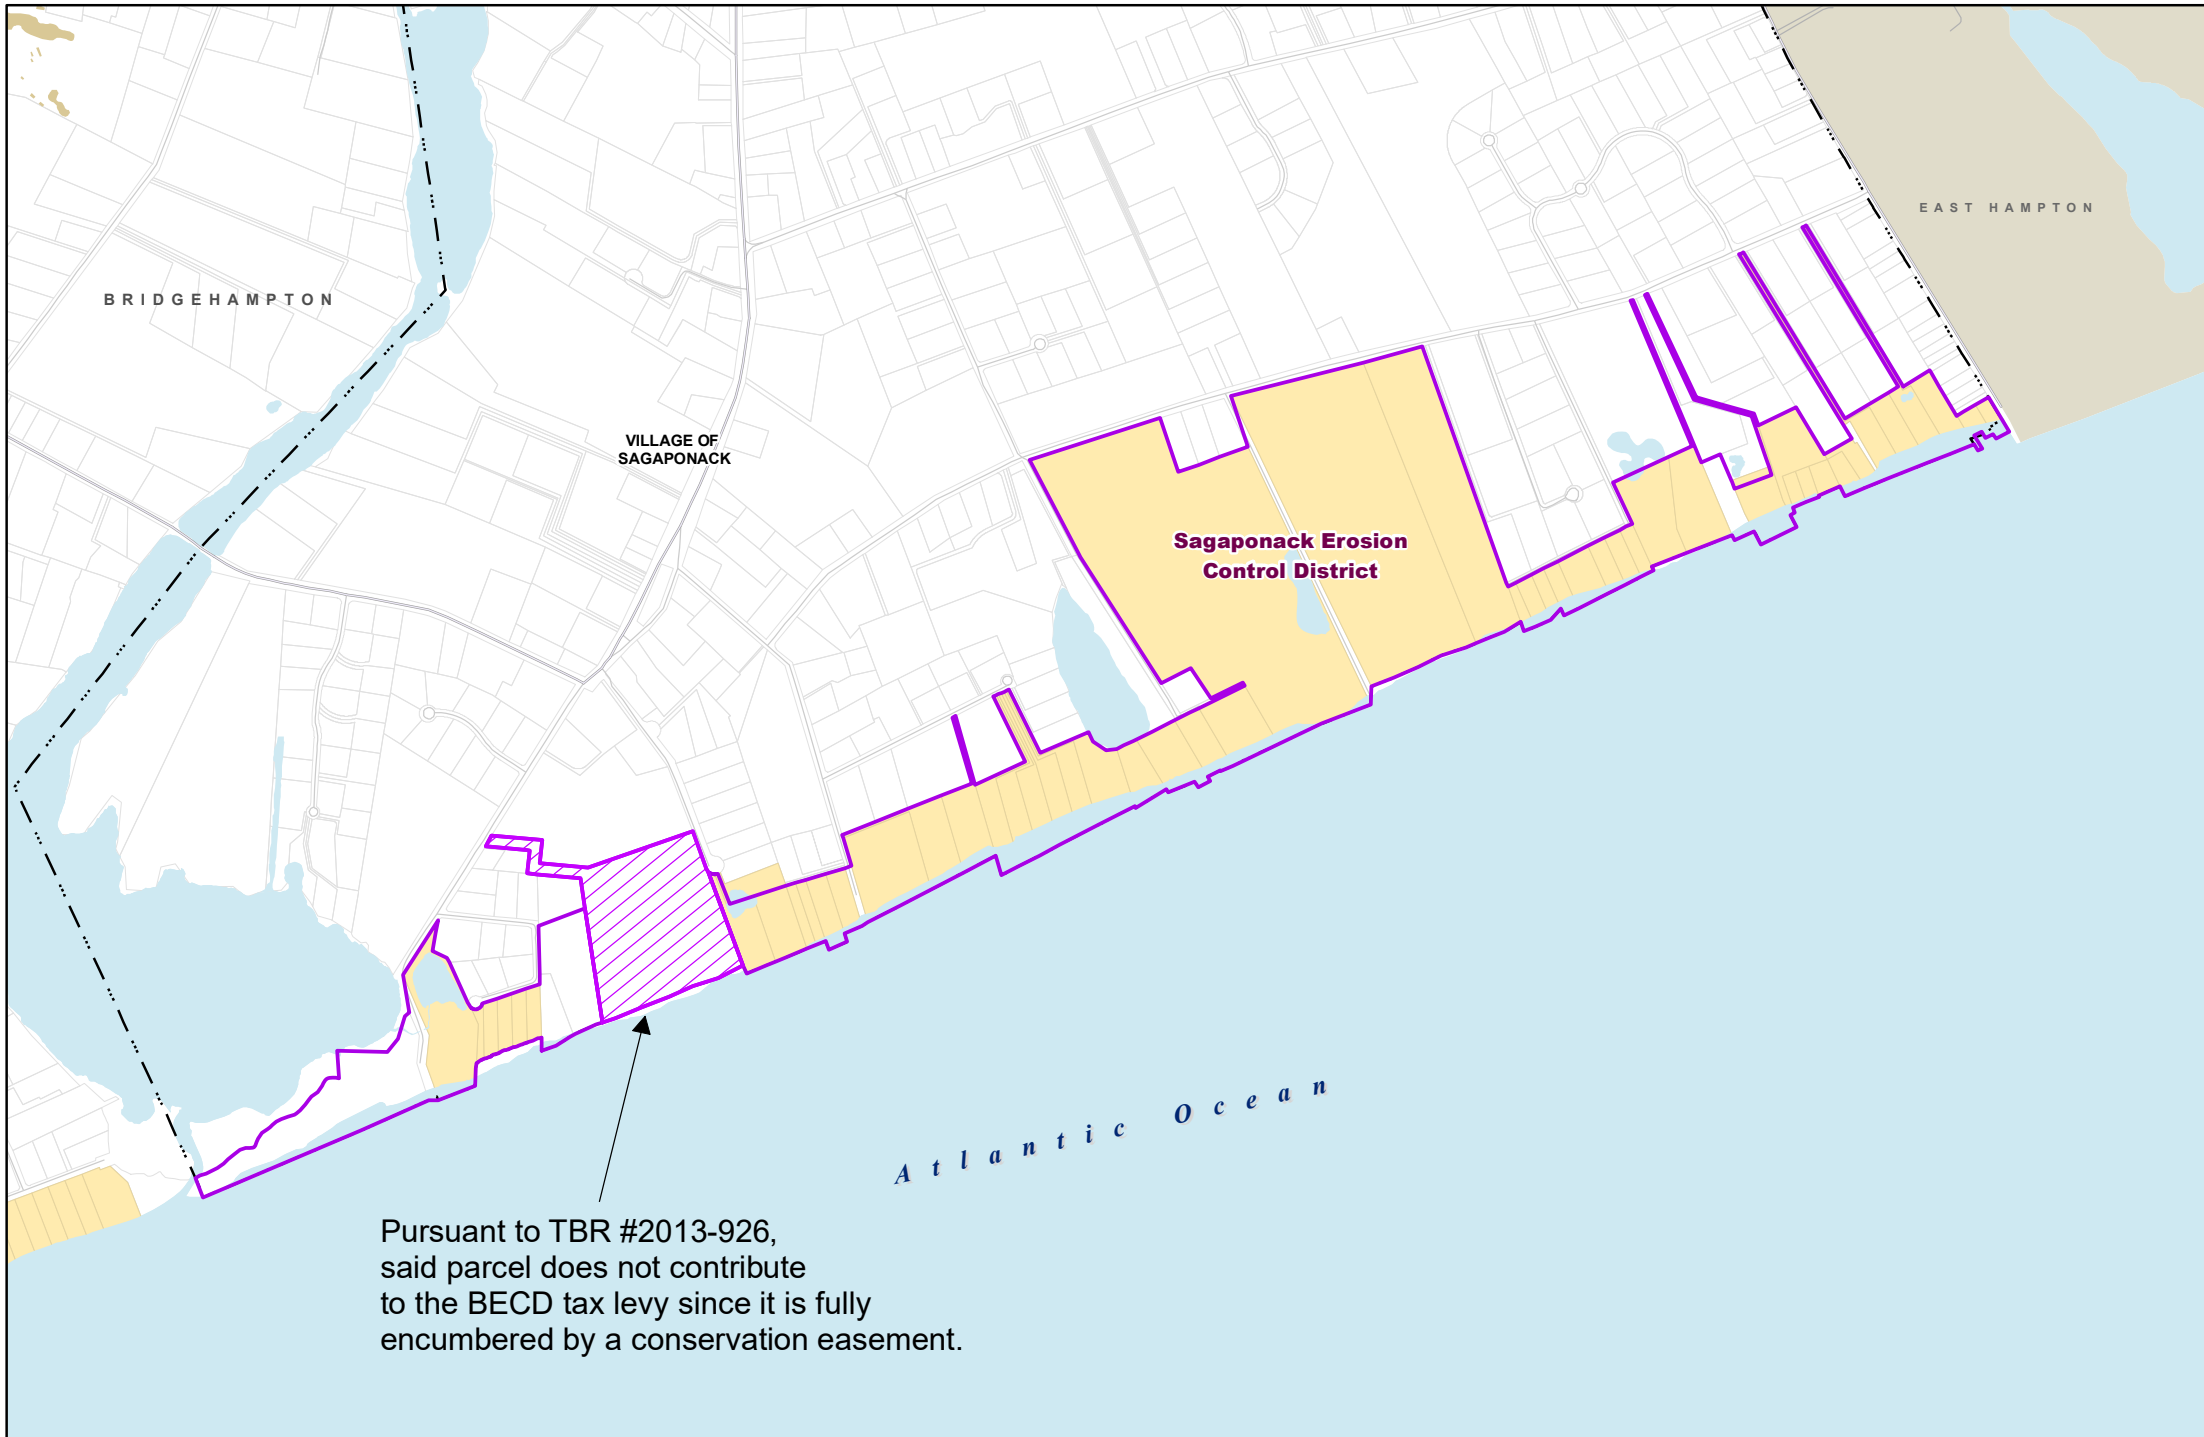 EAST HAMPTON
BRIDGEHAMPTON
VILLAGE OF
SAGAPONACK
Sagaponack Erosion
Control District
Atlantic Ocean
Pursuant to TBR #2013-926,
said parcel does not contribute
to the BECD tax levy since it is fully
encumbered by a conservation easement.